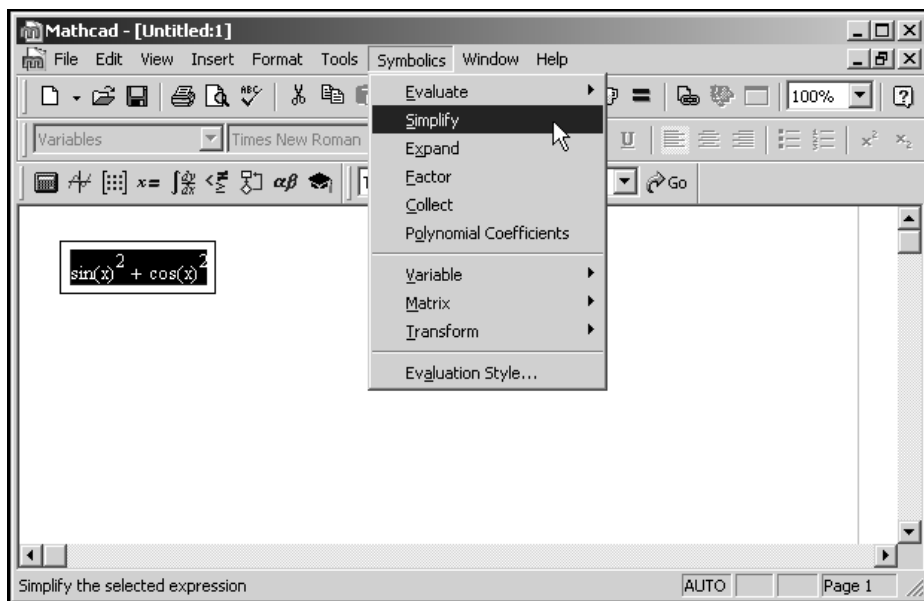 Mathcad - [Untitled:1]
File Edit View Insert Format Tools Symbolics Window Help
100%
Variables Times New Roman U x² x₂
Go
sin(x)² + cos(x)²
Evaluate
Simplify
Expand
Factor
Collect
Polynomial Coefficients
Variable
Matrix
Transform
Evaluation Style...
Simplify the selected expression AUTO Page 1